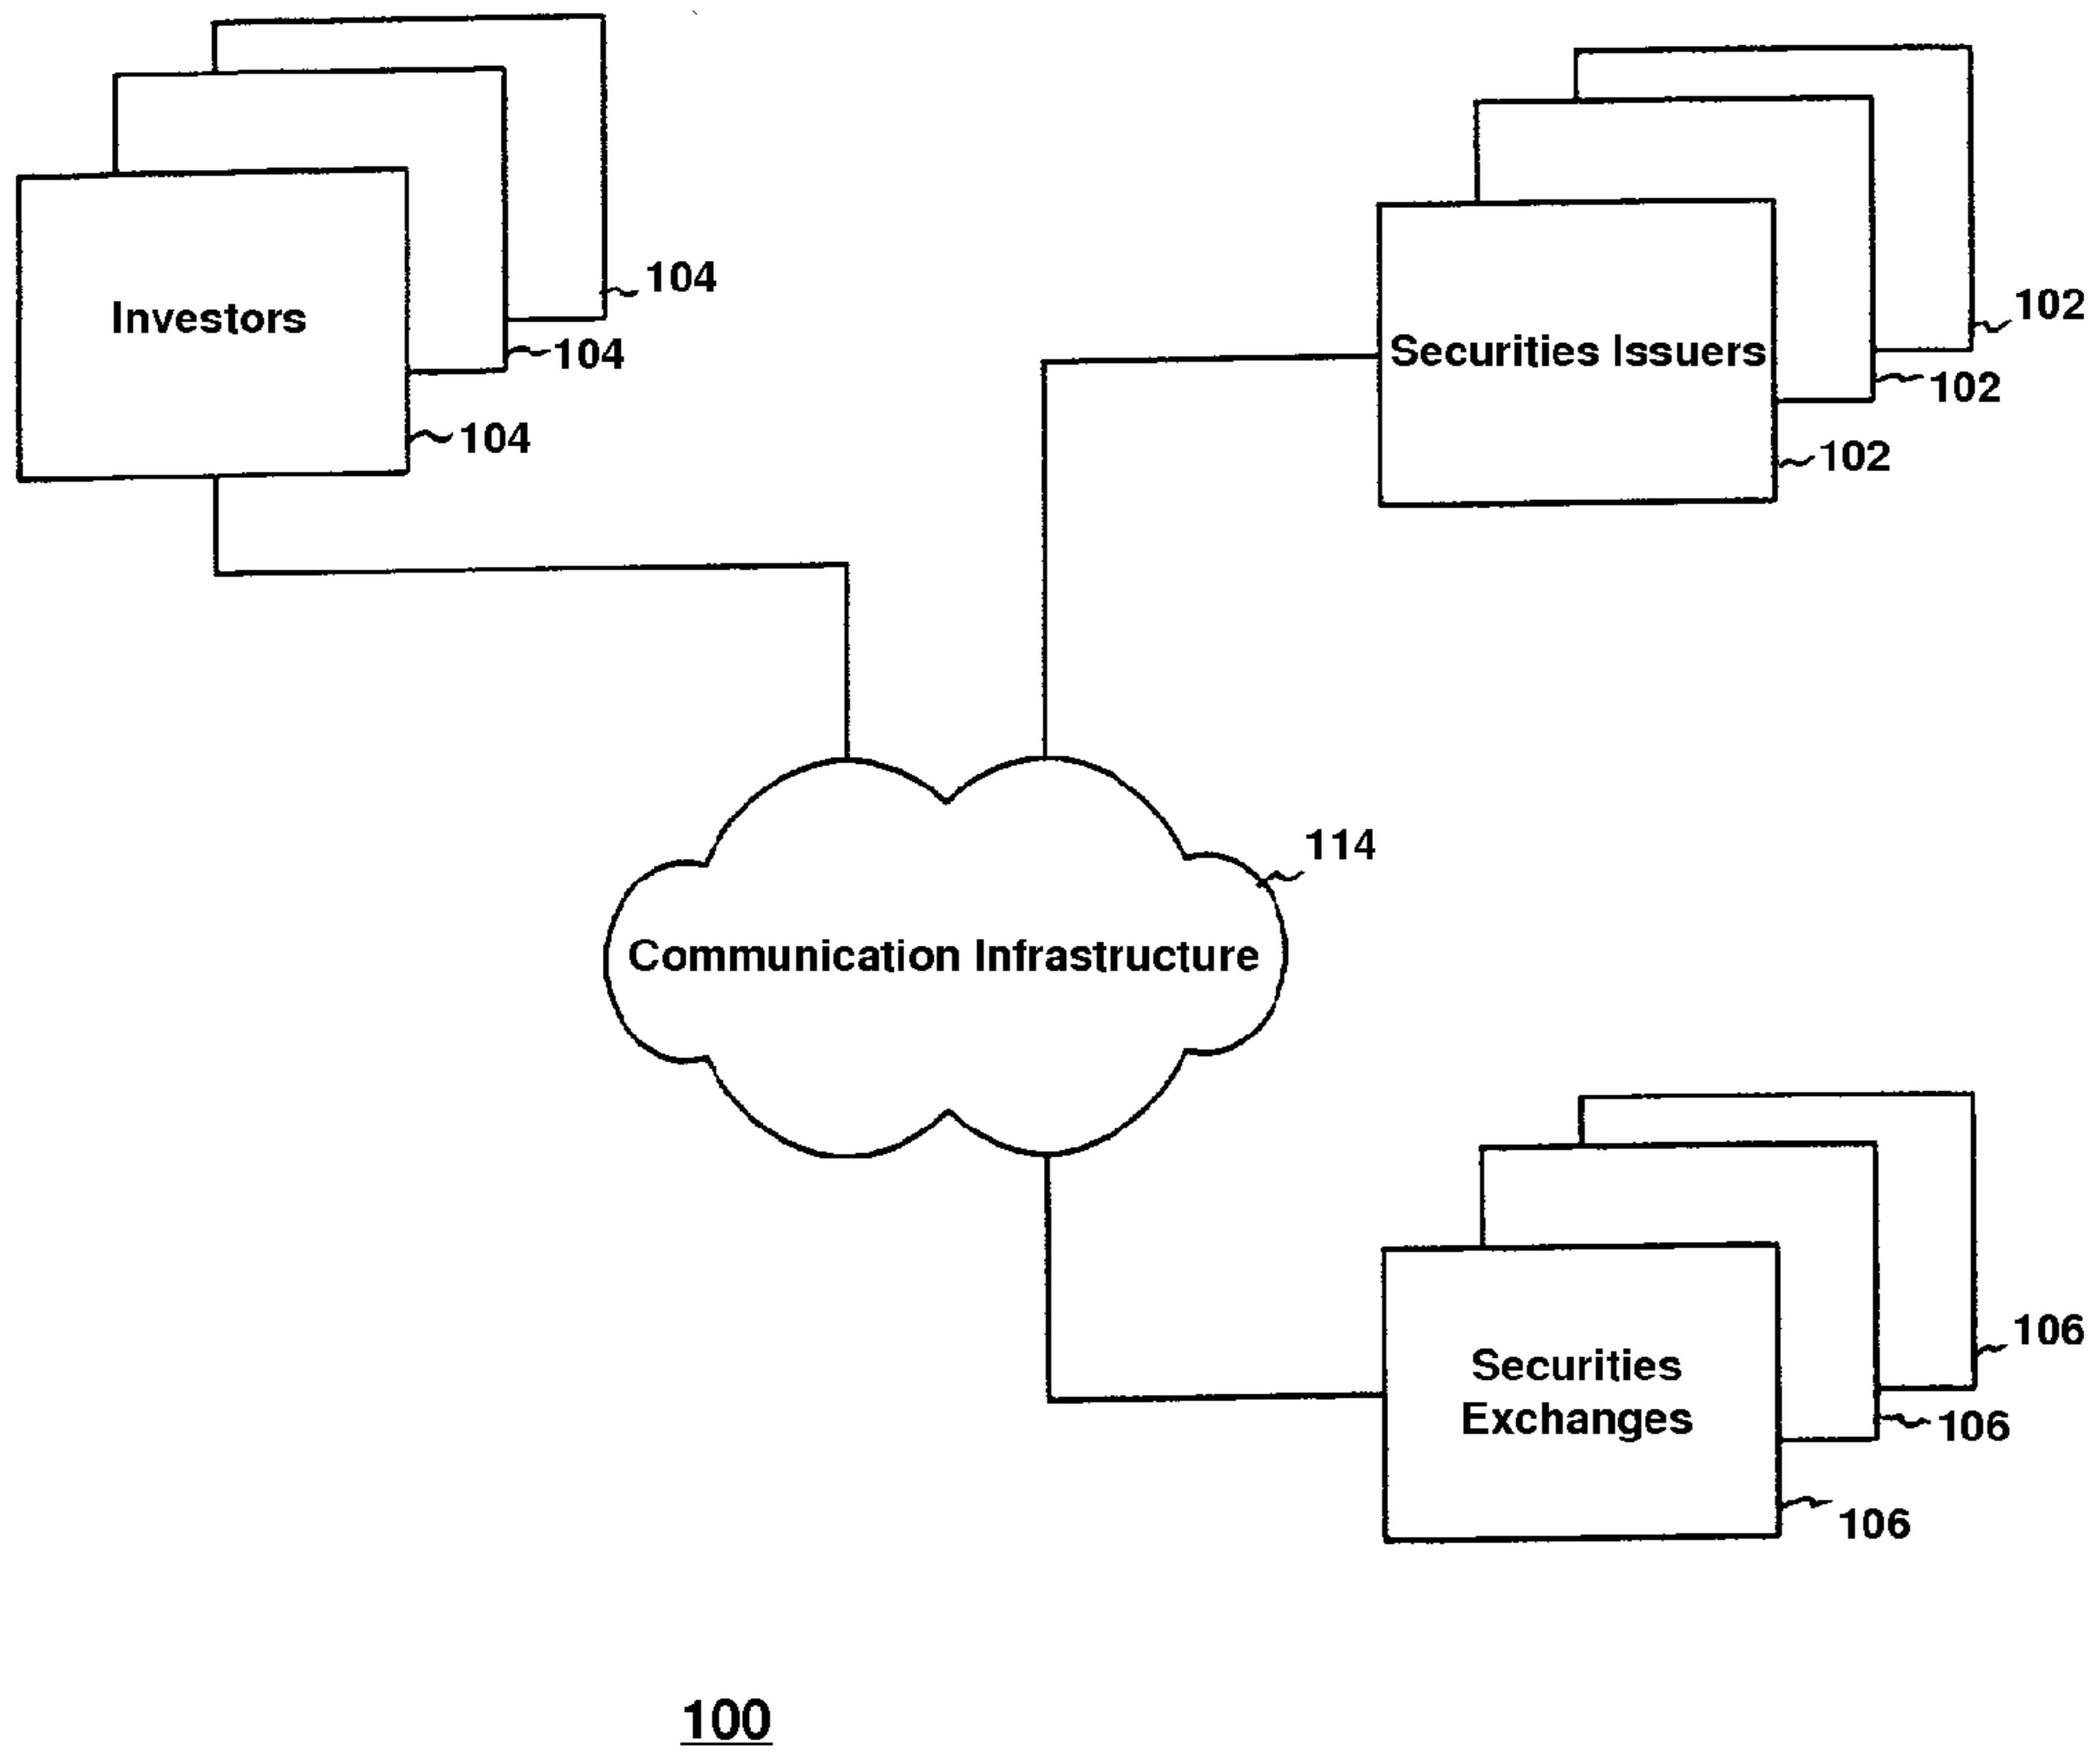 104
104
Investors
104
102
102
Securities Issuers
102
114
Communication Infrastructure
106
106
Securities
Exchanges
106
100